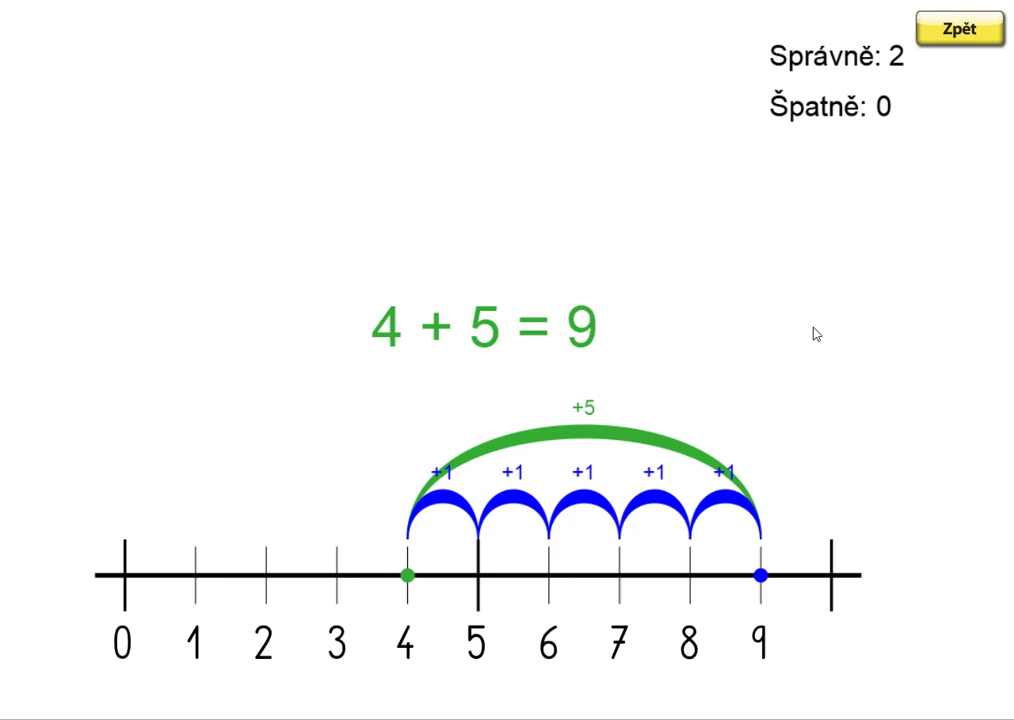 Zpět
Správně: 2
Špatně: 0
4 + 5 = 9
+5
+1 +1 +1 +1 +1
0 1 2 3 4 5 6 7 8 9